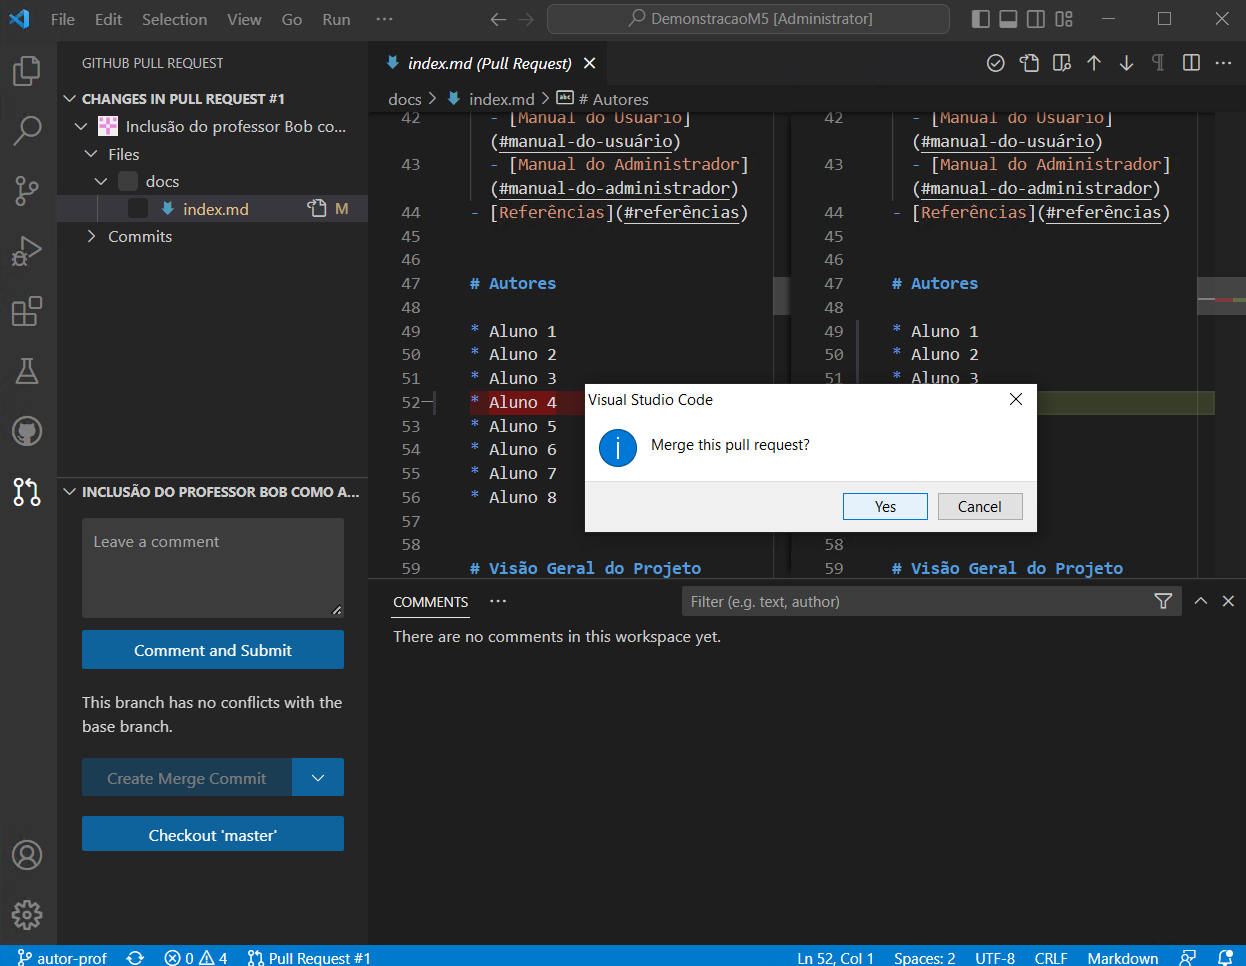 File Edit Selection View Go Run ···
DemonstracaoM5 [Administrator]
GITHUB PULL REQUEST
CHANGES IN PULL REQUEST #1
Inclusão do professor Bob co...
Files
docs
index.md M
Commits
INCLUSÃO DO PROFESSOR BOB COMO A...
Leave a comment
Comment and Submit
This branch has no conflicts with the
base branch.
Create Merge Commit
Checkout 'master'
index.md (Pull Request)
docs > index.md > abc # Autores
42 - [Manual do Usuário]
(#manual-do-usuário)
43 - [Manual do Administrador]
(#manual-do-administrador)
44 - [Referências](#referências)
45
46
47 # Autores
48
49 * Aluno 1
50 * Aluno 2
51 * Aluno 3
52 * Aluno 4
53 * Aluno 5
54 * Aluno 6
55 * Aluno 7
56 * Aluno 8
57
58
59 # Visão Geral do Projeto
42 - [Manual do Usuário]
(#manual-do-usuário)
43 - [Manual do Administrador]
(#manual-do-administrador)
44 - [Referências](#referências)
45
46
47 # Autores
48
49 * Aluno 1
50 * Aluno 2
51 * Aluno 3
58
59 # Visão Geral do Projeto
Visual Studio Code
Merge this pull request?
Yes Cancel
COMMENTS ···
Filter (e.g. text, author)
There are no comments in this workspace yet.
autor-prof 0 4 Pull Request #1 Ln 52, Col 1 Spaces: 2 UTF-8 CRLF Markdown